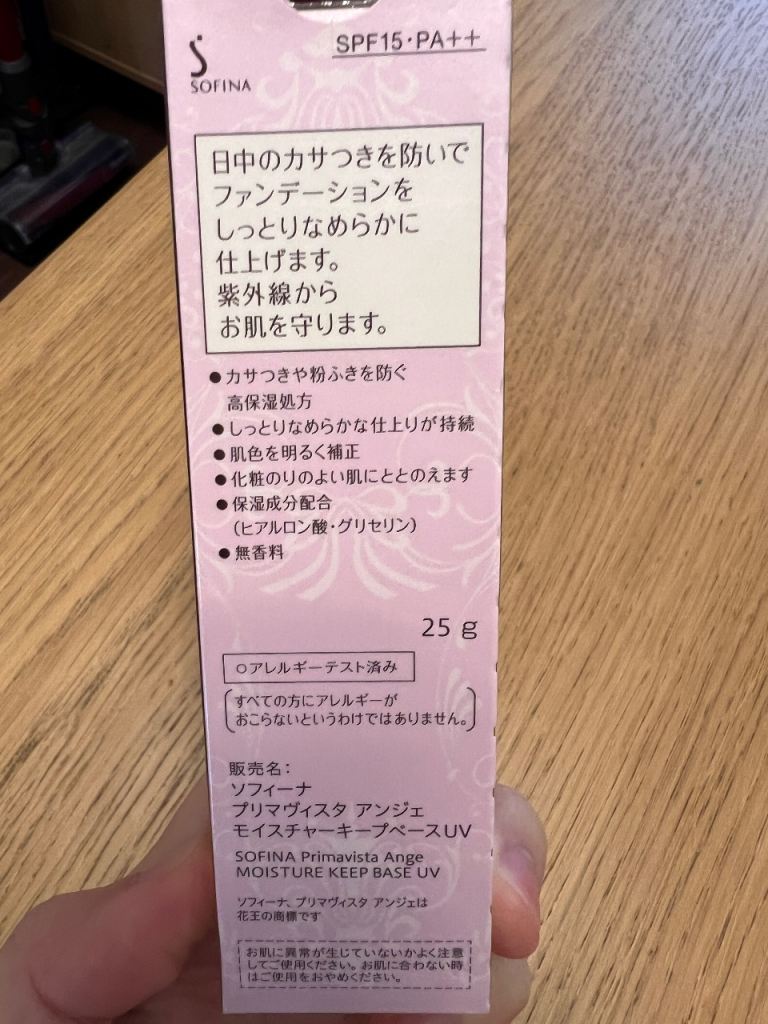 SPF15・PA++
SOFINA
日中のカサつきを防いで
ファンデーションを
しっとりなめらかに
仕上げます。
紫外線から
お肌を守ります。
●カサつきや粉ふきを防ぐ
高保湿処方
●しっとりなめらかな仕上りが持続
●肌色を明るく補正
●化粧のりのよい肌にととのえます
●保湿成分配合
（ヒアルロン酸・グリセリン）
●無香料
25 g
○アレルギーテスト済み
（すべての方にアレルギーが
おこらないというわけではありません。）
販売名：
ソフィーナ
プリマヴィスタ アンジェ
モイスチャーキープベースUV
SOFINA Primavista Ange
MOISTURE KEEP BASE UV
ソフィーナ、プリマヴィスタ アンジェは
花王の商標です
お肌に異常が生じていないかよく注意
してご使用ください。お肌に合わない時
はご使用をおやめください。